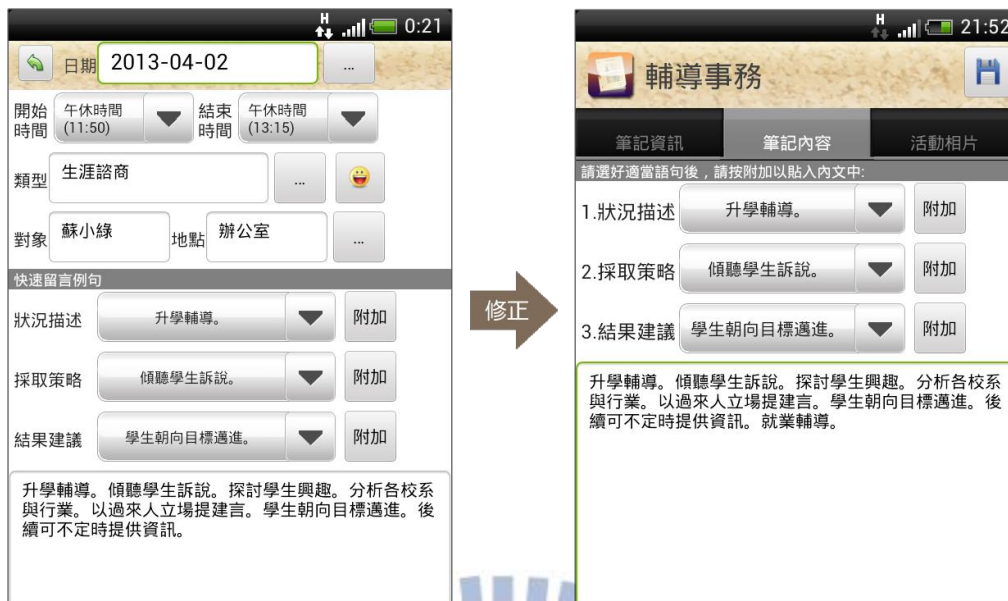 H
0:21
日期 2013-04-02 ...
開始時間 午休時間 (11:50) 結束時間 午休時間 (13:15)
類型 生涯諮商 ...
對象 蘇小綠 地點 辦公室 ...
快速留言例句
狀況描述 升學輔導。 附加
採取策略 傾聽學生訴說。 附加
結果建議 學生朝向目標邁進。 附加
升學輔導。傾聽學生訴說。探討學生興趣。分析各校系
與行業。以過來人立場提建言。學生朝向目標邁進。後
續可不定時提供資訊。
修正
H
21:52
輔導事務
筆記資訊 筆記內容 活動相片
請選好適當語句後，請按附加以貼入內文中:
1.狀況描述 升學輔導。 附加
2.採取策略 傾聽學生訴說。 附加
3.結果建議 學生朝向目標邁進。 附加
升學輔導。傾聽學生訴說。探討學生興趣。分析各校系
與行業。以過來人立場提建言。學生朝向目標邁進。後
續可不定時提供資訊。就業輔導。